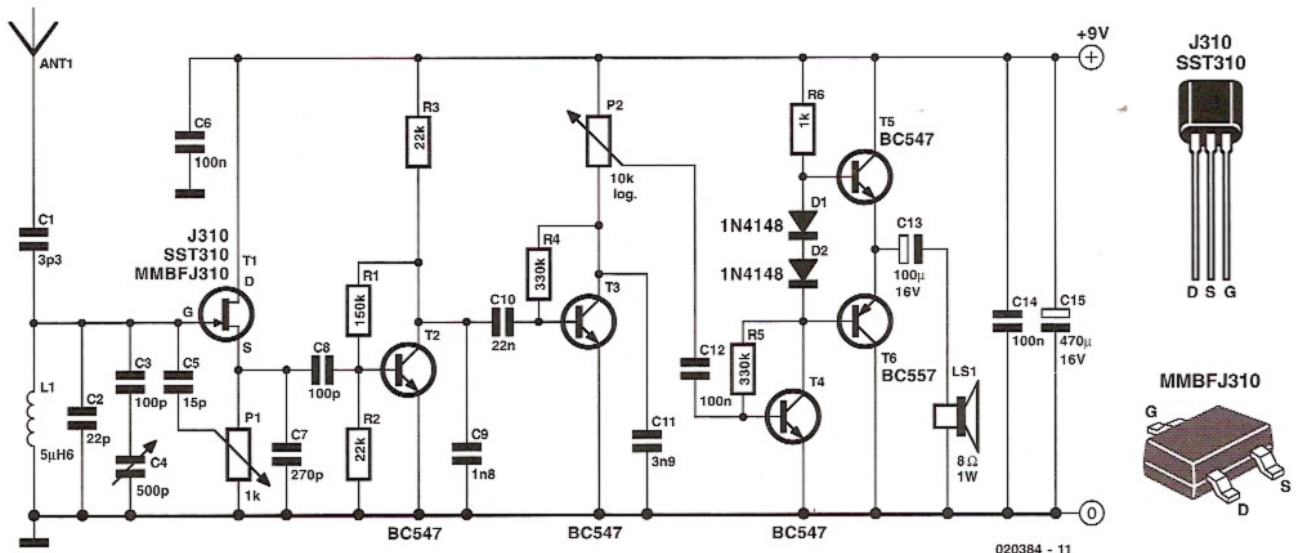 ANT1
C1
3p3
L1
5µH6
C2
22p
C3
100p
C4
500p
C5
15p
C6
100n
J310
SST310
MMBFJ310
T1
D
G
S
P1
1k
C7
270p
C8
100p
R1
150k
R2
22k
R3
22k
T2
BC547
C9
1n8
C10
22n
R4
330k
P2
10k
log.
T3
BC547
C11
3n9
C12
100n
R5
330k
T4
BC547
R6
1k
D1
1N4148
D2
1N4148
T5
BC547
T6
BC557
C13
100µ
16V
LS1
8Ω
1W
C14
100n
C15
470µ
16V
+9V
+
0
J310
SST310
D S G
MMBFJ310
G
D
S
020384 - 11